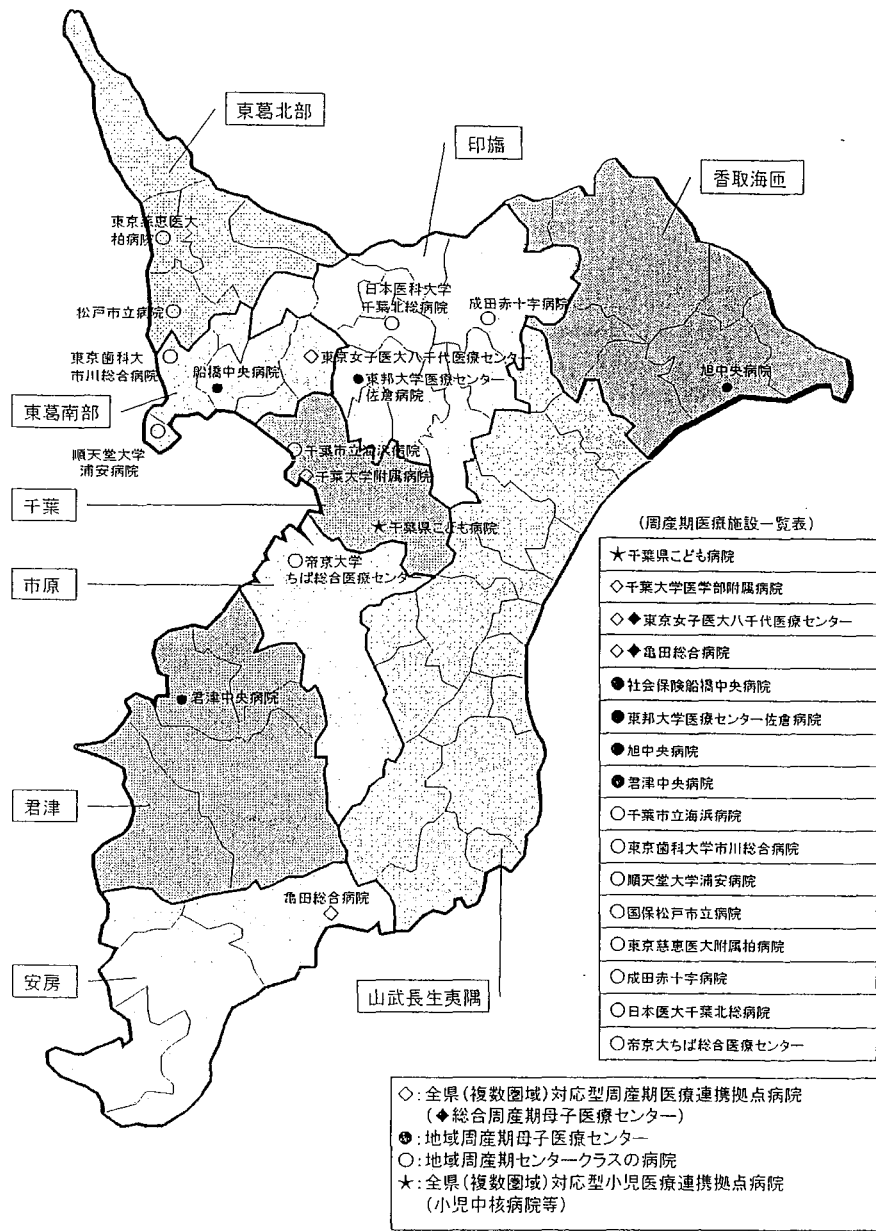 東葛北部
印旛
香取海匝
東京慈恵医大
柏病院
日本医科大学
千葉北総病院
成田赤十字病院
松戸市立病院
東京歯科大
市川総合病院
船橋中央病院
東京女子医大八千代医療センター
東邦大学医療センター
佐倉病院
旭中央病院
東葛南部
順天堂大学
浦安病院
千葉市立海浜病院
千葉大学附属病院
千葉
★千葉県こども病院
市原
帝京大学
ちば総合医療センター
君津中央病院
君津
亀田総合病院
安房
山武長生夷隅
(周産期医療施設一覧表)
★千葉県こども病院
◇千葉大学医学部附属病院
◇◆東京女子医大八千代医療センター
◇◆亀田総合病院
●社会保険船橋中央病院
●東邦大学医療センター佐倉病院
●旭中央病院
●君津中央病院
○千葉市立海浜病院
○東京歯科大学市川総合病院
○順天堂大学浦安病院
○国保松戸市立病院
○東京慈恵医大附属柏病院
○成田赤十字病院
○日本医大千葉北総病院
○帝京大ちば総合医療センター
◇:全県(複数圏域)対応型周産期医療連携拠点病院
(◆総合周産期母子医療センター)
●:地域周産期母子医療センター
○:地域周産期センタークラスの病院
★:全県(複数圏域)対応型小児医療連携拠点病院
(小児中核病院等)